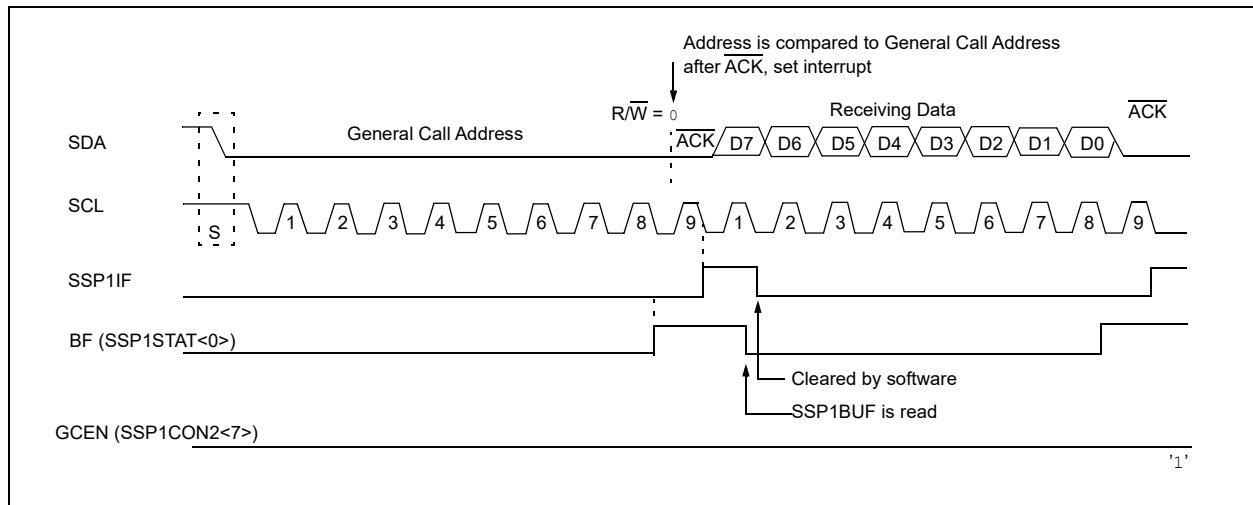 Address is compared to General Call Address
after ACK, set interrupt
R/W = 0
Receiving Data
ACK
SDA
General Call Address
ACK D7 D6 D5 D4 D3 D2 D1 D0
SCL
S
1 2 3 4 5 6 7 8 9 1 2 3 4 5 6 7 8 9
SSP1IF
BF (SSP1STAT<0>)
Cleared by software
SSP1BUF is read
GCEN (SSP1CON2<7>)
'1'